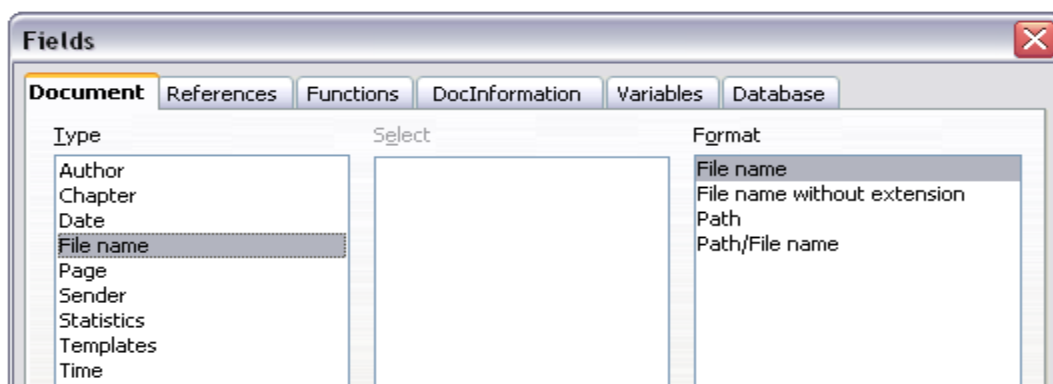 Fields
Document References Functions DocInformation Variables Database
Type Select Format
Author
Chapter
Date
File name
Page
Sender
Statistics
Templates
Time
File name
File name without extension
Path
Path/File name